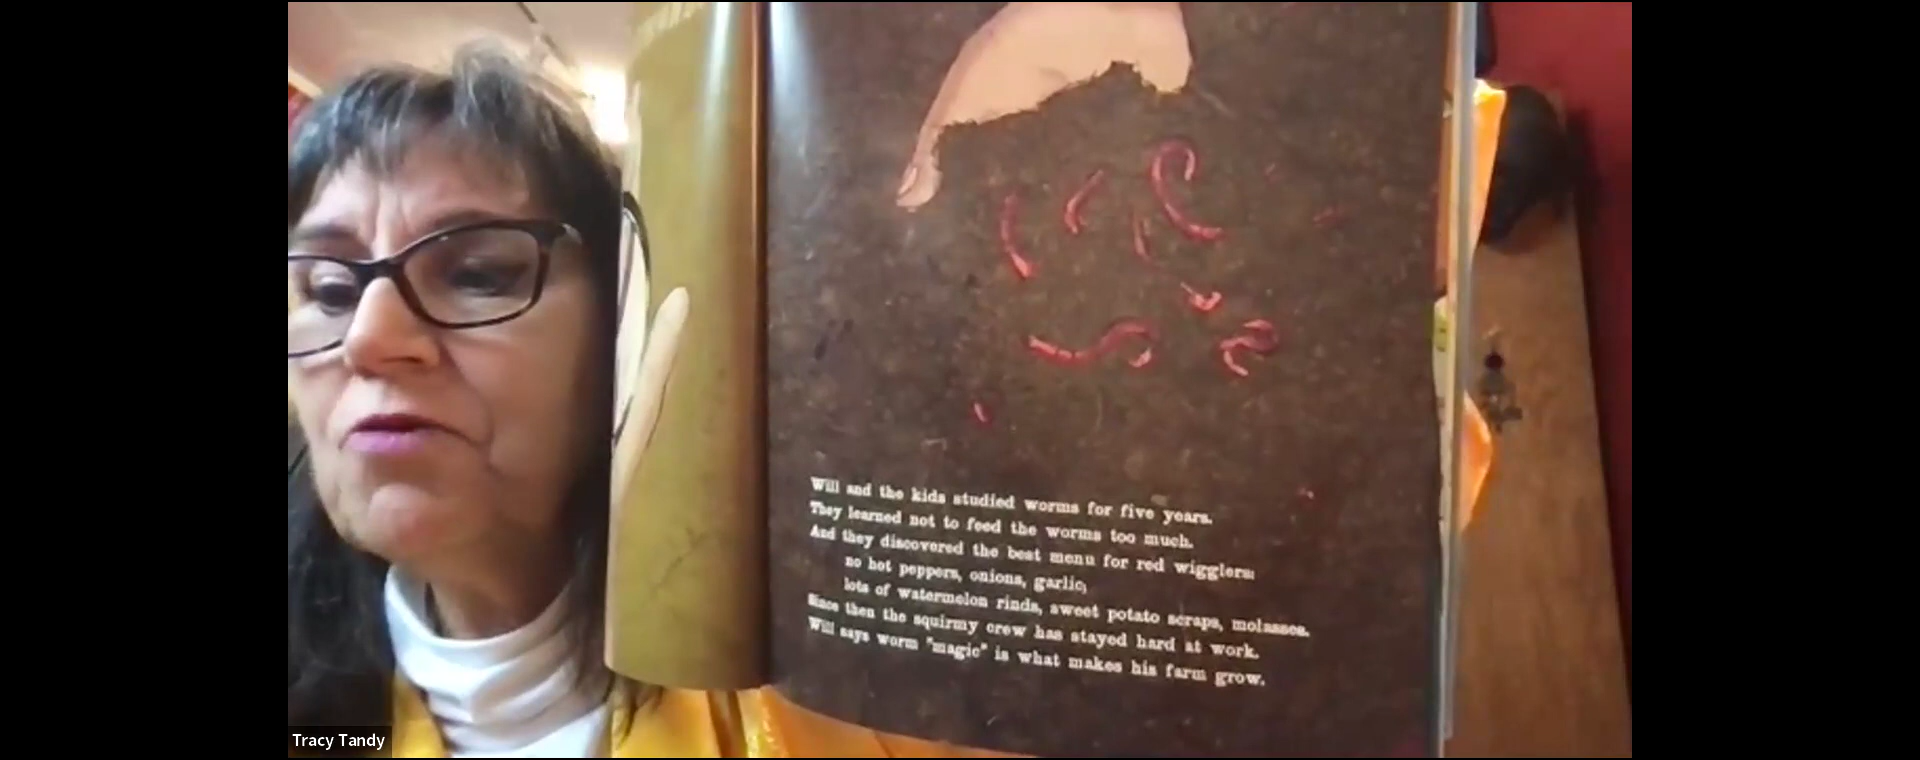 Will and the kids studied worms for five years.
They learned not to feed the worms too much.
And they discovered the best menu for red wigglers:
no hot peppers, onions, garlic,
lots of watermelon rinds, sweet potato scraps, molasses.
Since then the squirmy crew has stayed hard at work.
Will says worm "magic" is what makes his farm grow.
Tracy Tandy